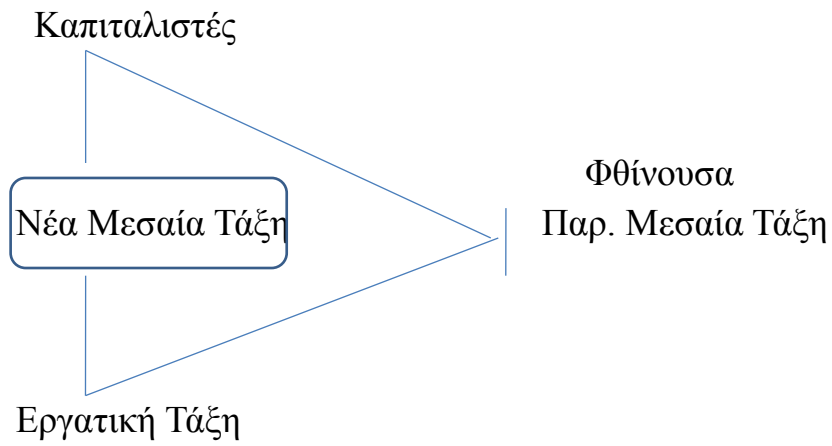 Καπιταλιστές
Φθίνουσα
Νέα Μεσαία Τάξη
Παρ. Μεσαία Τάξη
Εργατική Τάξη